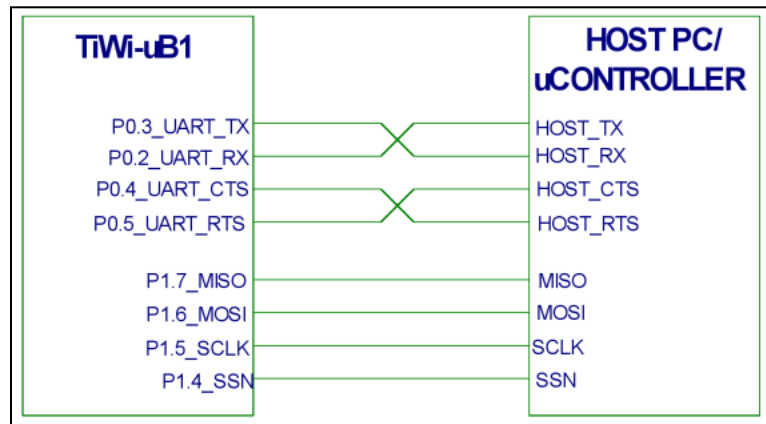 TiWi-uB1
HOST PC/
uCONTROLLER
P0.3_UART_TX
HOST_TX
P0.2_UART_RX
HOST_RX
P0.4_UART_CTS
HOST_CTS
P0.5_UART_RTS
HOST_RTS
P1.7_MISO
MISO
P1.6_MOSI
MOSI
P1.5_SCLK
SCLK
P1.4_SSN
SSN